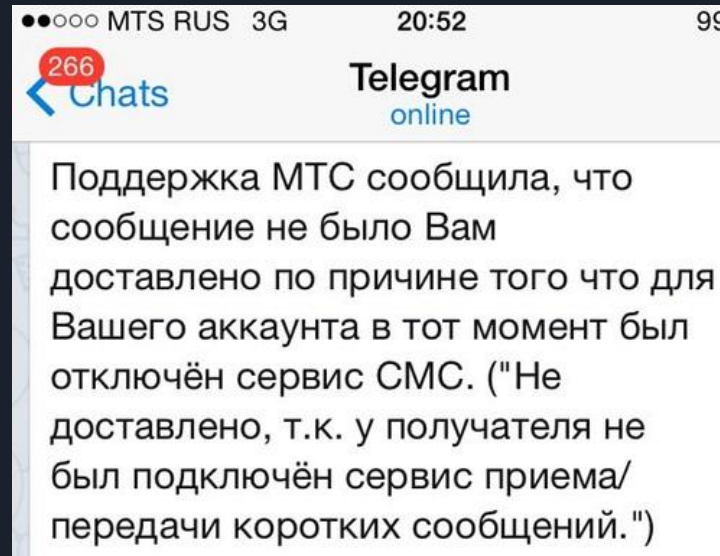 MTS RUS 3G 20:52 99
266
Chats
Telegram
online
Поддержка МТС сообщила, что
сообщение не было Вам
доставлено по причине того что для
Вашего аккаунта в тот момент был
отключён сервис СМС. ("Не
доставлено, т.к. у получателя не
был подключён сервис приема/
передачи коротких сообщений.")